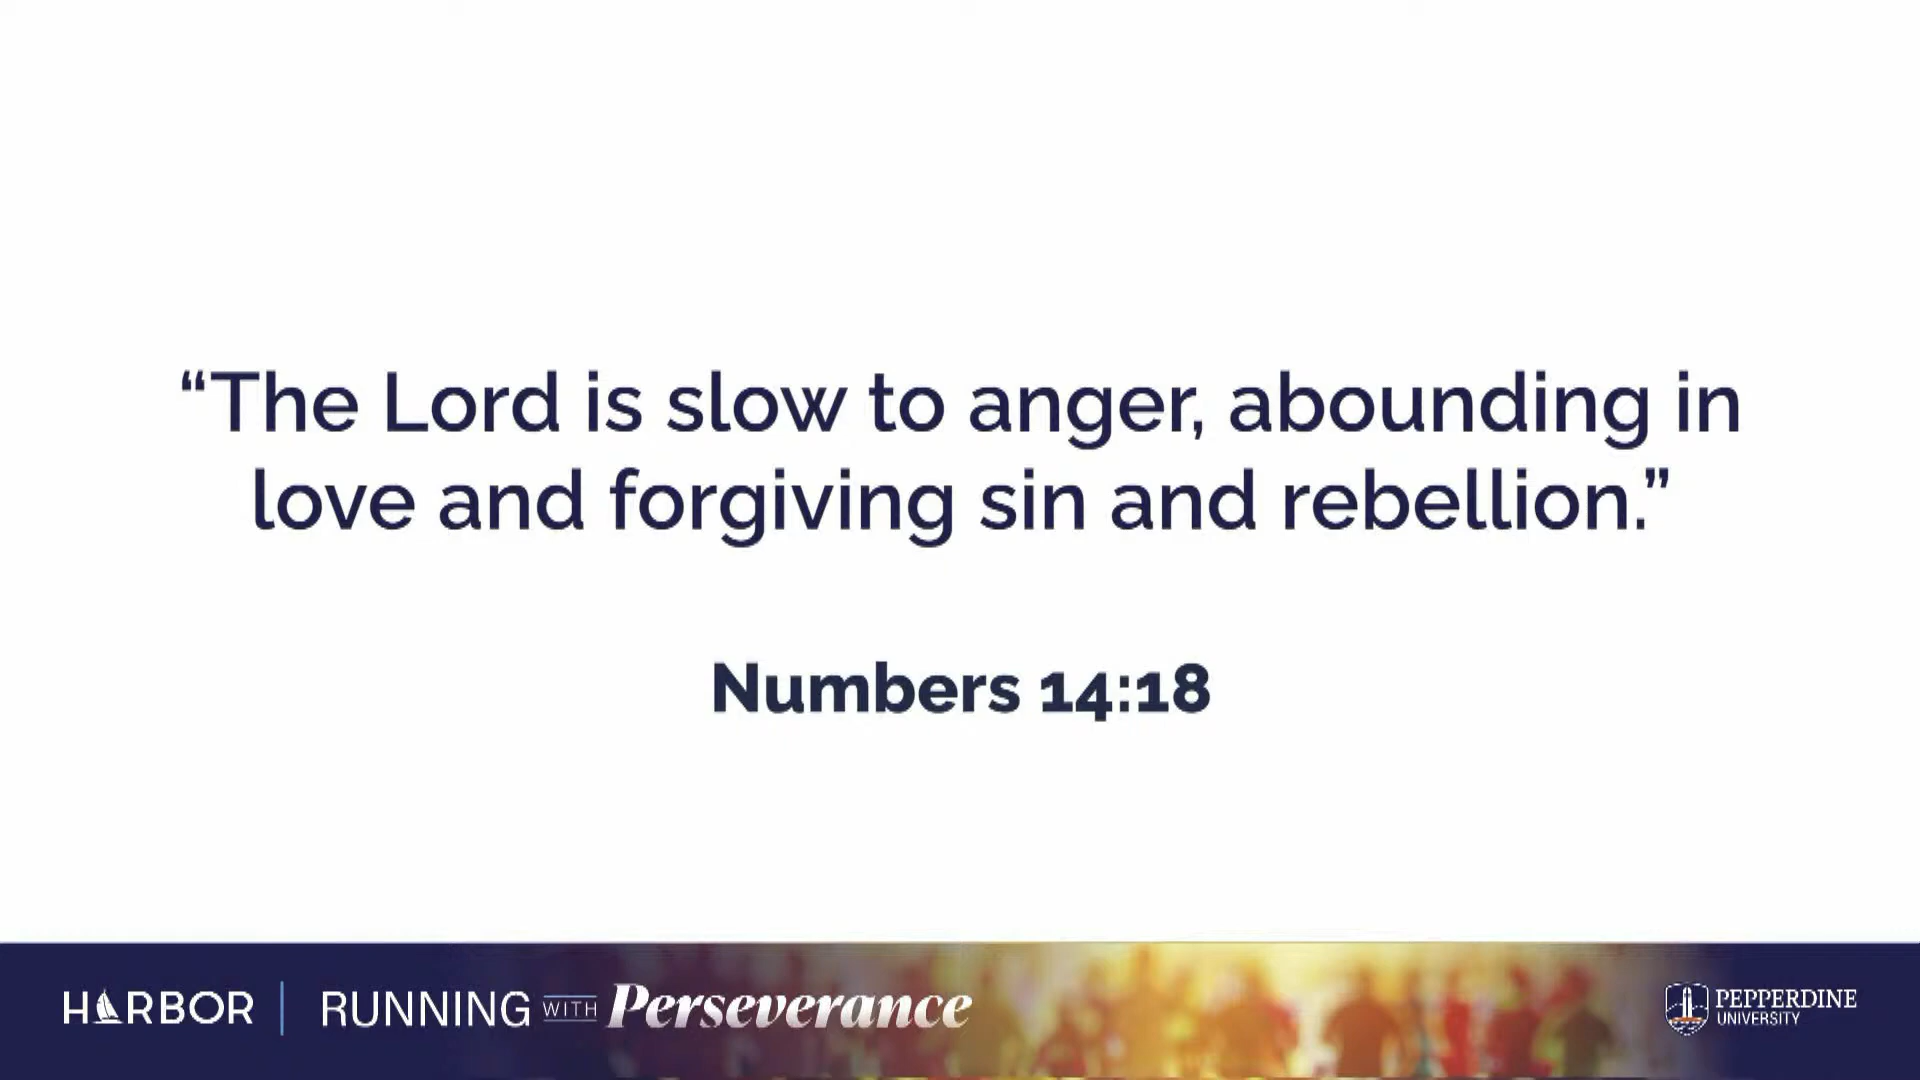 “The Lord is slow to anger, abounding in
love and forgiving sin and rebellion.”
Numbers 14:18
HARBOR | RUNNING WITH Perseverance
PEPPERDINE
UNIVERSITY